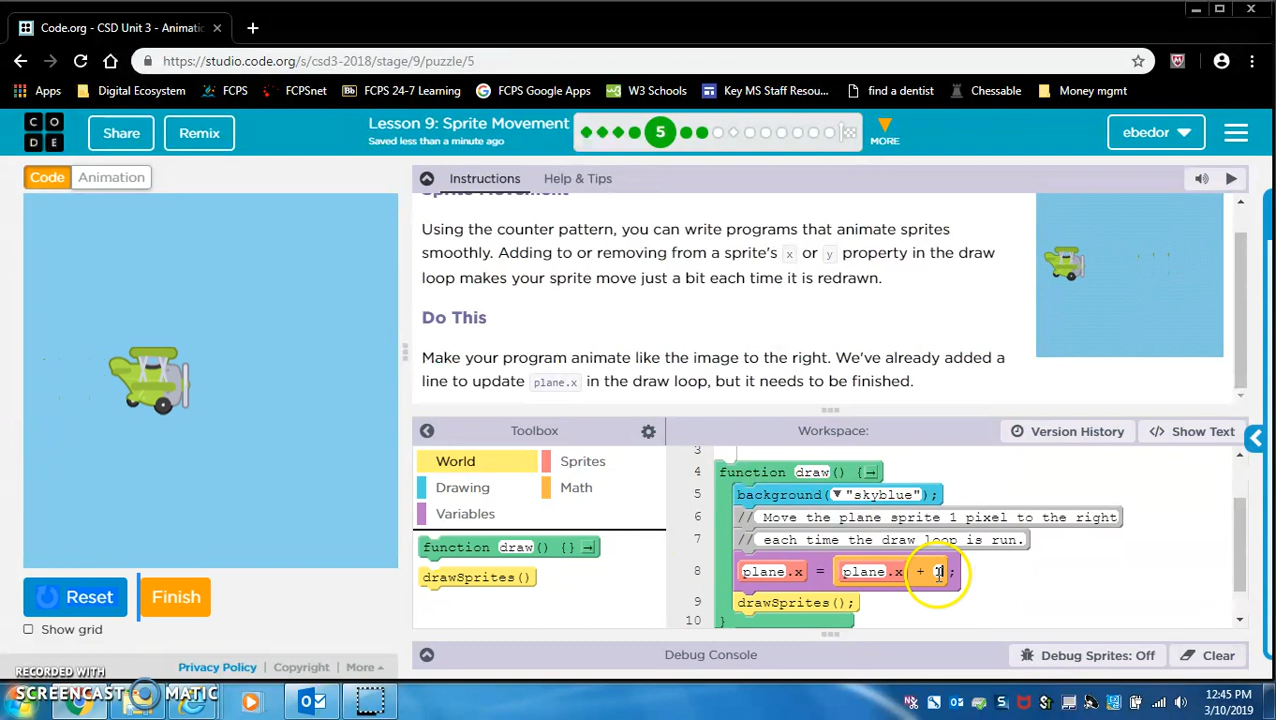 Code.org - CSD Unit 3 - Animatic
https://studio.code.org/s/csd3-2018/stage/9/puzzle/5
Apps Digital Ecosystem FCPS FCPSnet Bb FCPS 24-7 Learning FCPS Google Apps W3 Schools Key MS Staff Resou... find a dentist Chessable Money mgmt
C O
D E
Share Remix
Lesson 9: Sprite Movement
Saved less than a minute ago
5
MORE
ebedor
Code Animation
Instructions Help & Tips
Sprite Movement
Using the counter pattern, you can write programs that animate sprites
smoothly. Adding to or removing from a sprite's x or y property in the draw
loop makes your sprite move just a bit each time it is redrawn.
Do This
Make your program animate like the image to the right. We've already added a
line to update plane.x in the draw loop, but it needs to be finished.
Toolbox
Workspace:
Version History
</> Show Text
World Sprites
Drawing Math
Variables
function draw() {}
drawSprites()
3
4 function draw() {
5 background( "skyblue");
6 // Move the plane sprite 1 pixel to the right
7 // each time the draw loop is run.
8 plane.x = plane.x + ;
9 drawSprites();
10 }
Reset Finish
Show grid
Debug Console
Debug Sprites: Off
Clear
Privacy Policy | Copyright | More
RECORDED WITH
SCREENCAST MATIC
12:45 PM
3/10/2019